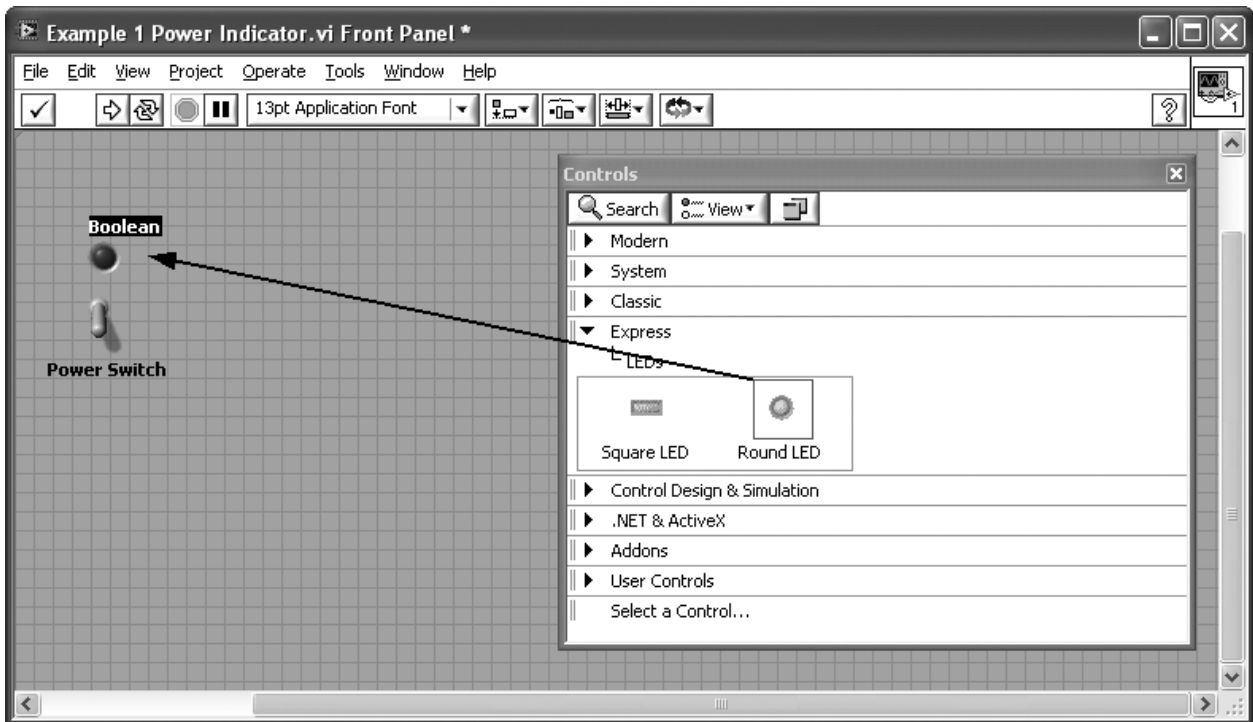 Example 1 Power Indicator.vi Front Panel *
File Edit View Project Operate Tools Window Help
13pt Application Font
?
1
Controls
Search View
Boolean
Modern
System
Classic
Express
LEDs
Power Switch
Square LED Round LED
Control Design & Simulation
.NET & ActiveX
Addons
User Controls
Select a Control...